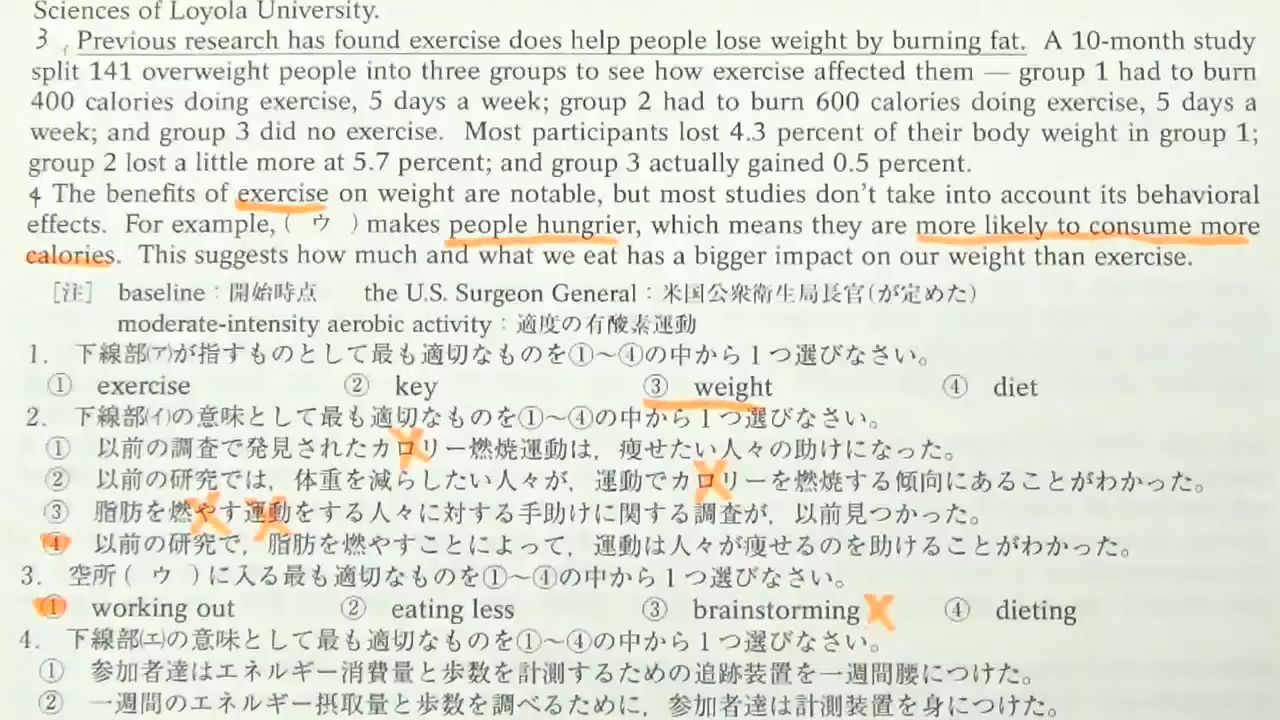 Sciences of Loyola University.
3 ィ Previous research has found exercise does help people lose weight by burning fat. A 10-month study
split 141 overweight people into three groups to see how exercise affected them — group 1 had to burn
400 calories doing exercise, 5 days a week; group 2 had to burn 600 calories doing exercise, 5 days a
week; and group 3 did no exercise. Most participants lost 4.3 percent of their body weight in group 1;
group 2 lost a little more at 5.7 percent; and group 3 actually gained 0.5 percent.
4 The benefits of exercise on weight are notable, but most studies don't take into account its behavioral
effects. For example, ( ウ ) makes people hungrier, which means they are more likely to consume more
calories. This suggests how much and what we eat has a bigger impact on our weight than exercise.
[注] baseline：開始時点 the U.S. Surgeon General：米国公衆衛生局長官(が定めた)
moderate-intensity aerobic activity：適度の有酸素運動
1. 下線部(ア)が指すものとして最も適切なものを①～④の中から１つ選びなさい。
① exercise ② key ③ weight ④ diet
2. 下線部(イ)の意味として最も適切なものを①～④の中から１つ選びなさい。
① 以前の調査で発見されたカロリー燃焼運動は，痩せたい人々の助けになった。
② 以前の研究では，体重を減らしたい人々が，運動でカロリーを燃焼する傾向にあることがわかった。
③ 脂肪を燃やす運動をする人々に対する手助けに関する調査が，以前見つかった。
④ 以前の研究で，脂肪を燃やすことによって，運動は人々が痩せるのを助けることがわかった。
3. 空所( ウ )に入る最も適切なものを①～④の中から１つ選びなさい。
① working out ② eating less ③ brainstorming ④ dieting
4. 下線部(エ)の意味として最も適切なものを①～④の中から１つ選びなさい。
① 参加者達はエネルギー消費量と歩数を計測するための追跡装置を一週間腰につけた。
② 一週間のエネルギー摂取量と歩数を調べるために，参加者達は計測装置を身につけた。